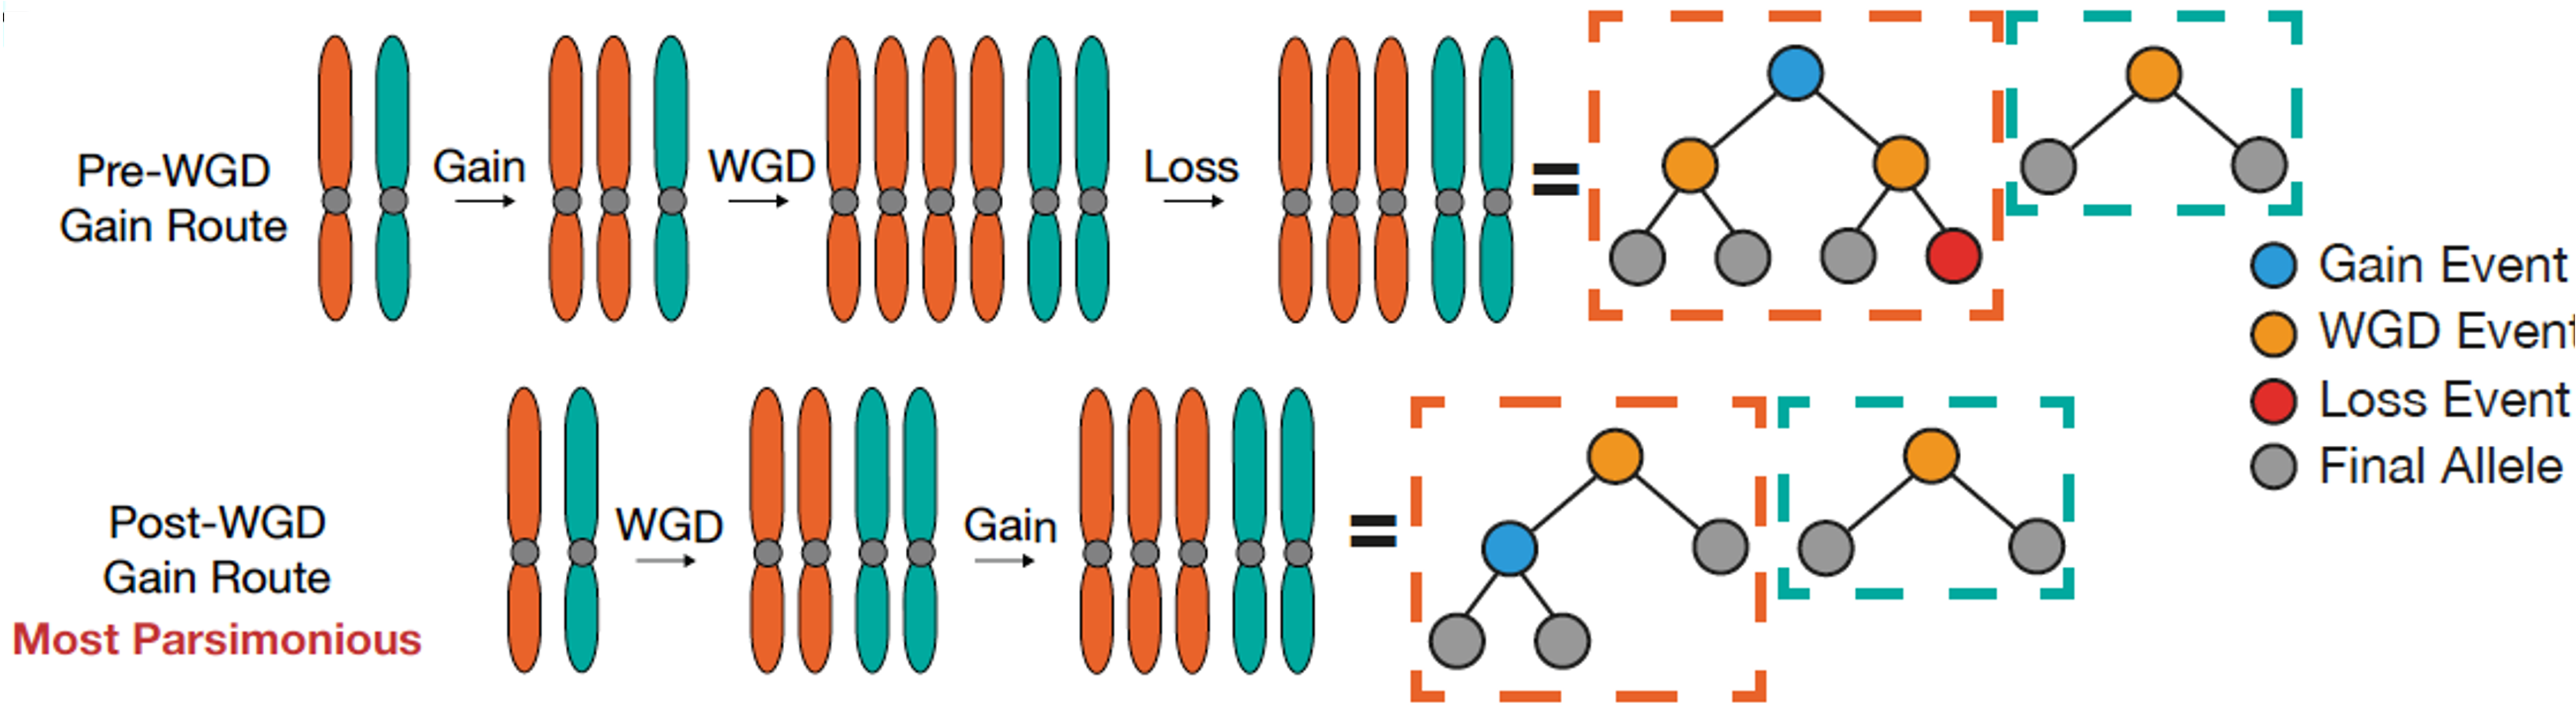 Pre-WGD
Gain Route
Gain
WGD
Loss
=
Gain Event
WGD Event
Loss Event
Final Allele
Post-WGD
Gain Route
Most Parsimonious
WGD
Gain
=